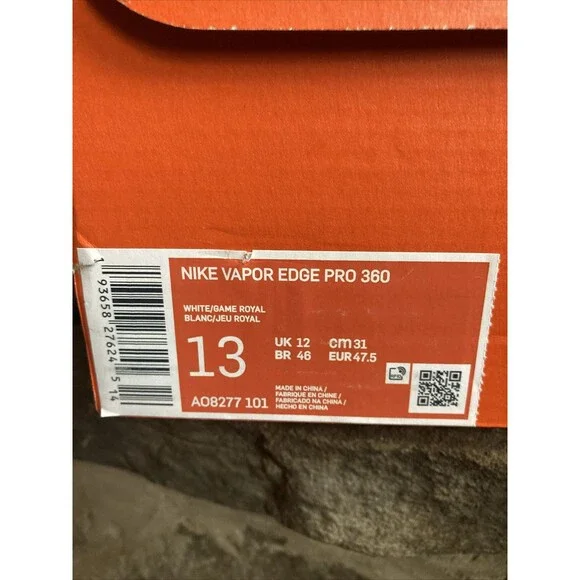 NIKE VAPOR EDGE PRO 360
WHITE/GAME ROYAL
BLANC/JEU ROYAL
13
UK 12 CM 31
BR 46 EUR 47.5
AO8277 101
MADE IN CHINA /
FABRIQUÉ EN CHINE /
FABRICADO NA CHINA /
HECHO EN CHINA
1 93658 27624 5 14